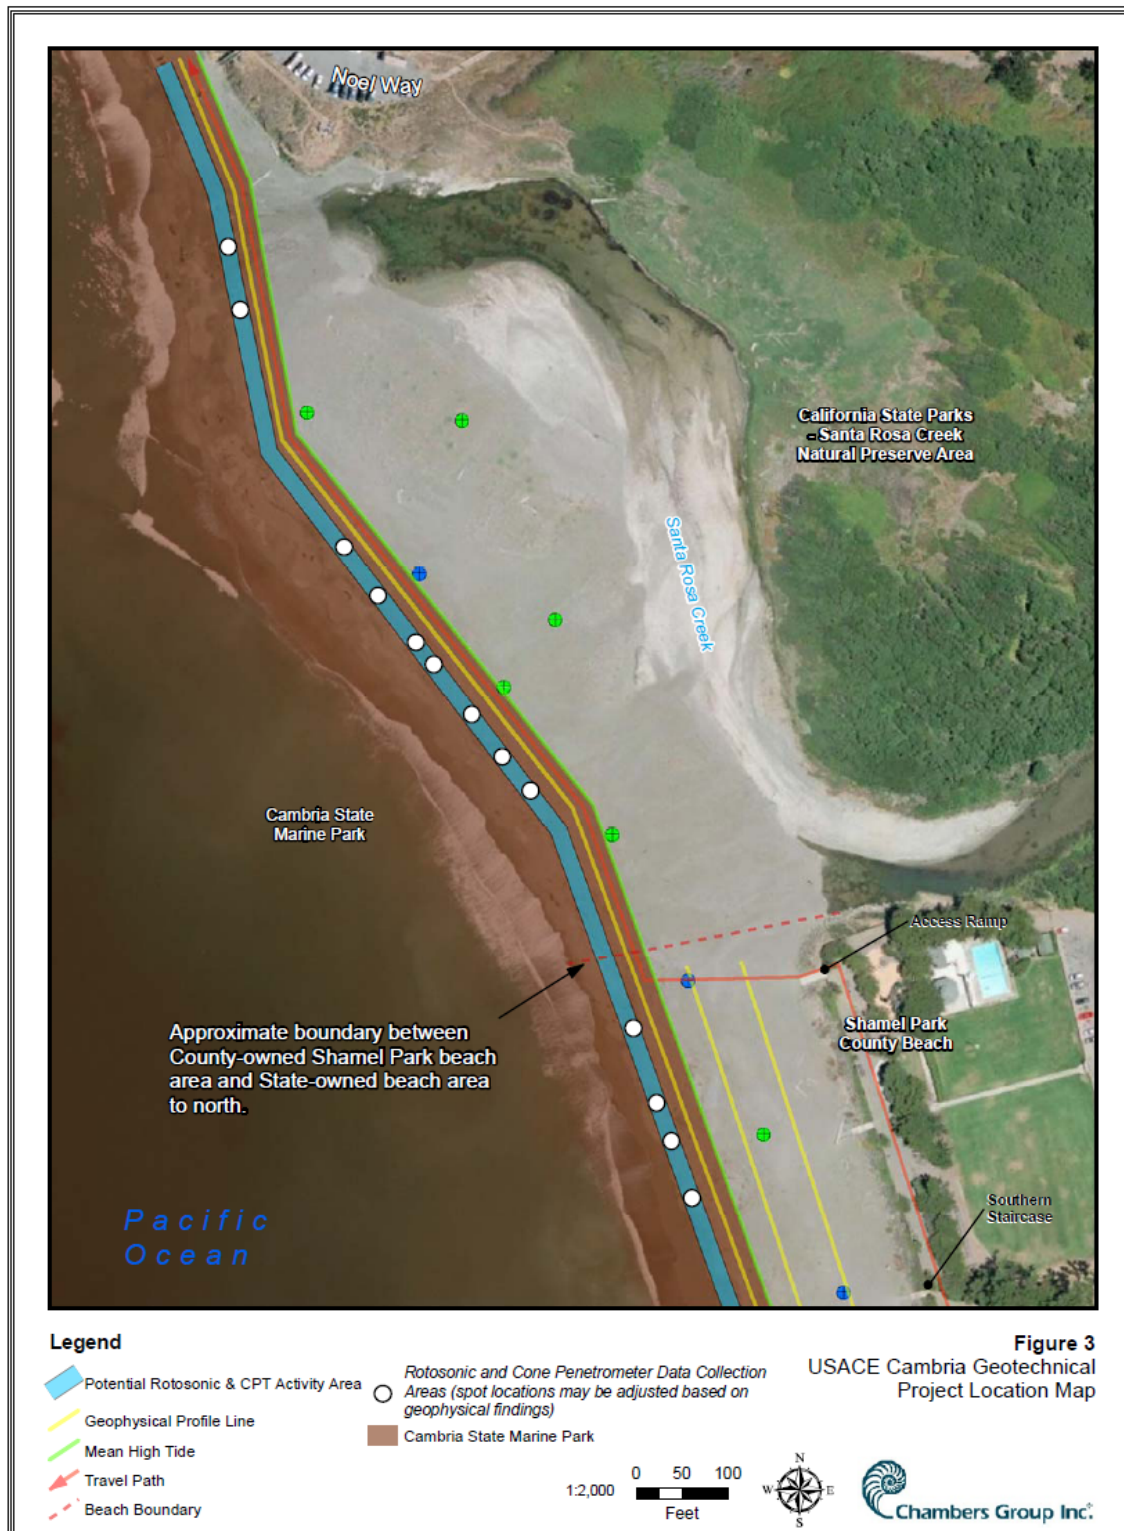 Noel Way
California State Parks
- Santa Rosa Creek
Natural Preserve Area
Santa Rosa Creek
Cambria State
Marine Park
Access Ramp
Shamel Park
County Beach
Approximate boundary between
County-owned Shamel Park beach
area and State-owned beach area
to north.
Southern
Staircase
Pacific
Ocean
Legend
Potential Rotosonic & CPT Activity Area
Geophysical Profile Line
Mean High Tide
Travel Path
Beach Boundary
Rotosonic and Cone Penetrometer Data Collection
Areas (spot locations may be adjusted based on
geophysical findings)
Cambria State Marine Park
Figure 3
USACE Cambria Geotechnical
Project Location Map
1:2,000
0 50 100
Feet
N
W E
S
Chambers Group Inc.